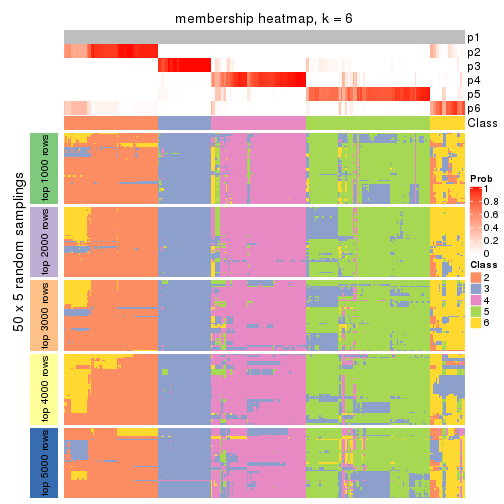 membership heatmap, k = 6
p1
p2
p3
p4
p5
p6
Class
50 x 5 random samplings
top 1000 rows
top 2000 rows
top 3000 rows
top 4000 rows
top 5000 rows
Prob
1
0.8
0.6
0.4
0.2
0
Class
2
3
4
5
6